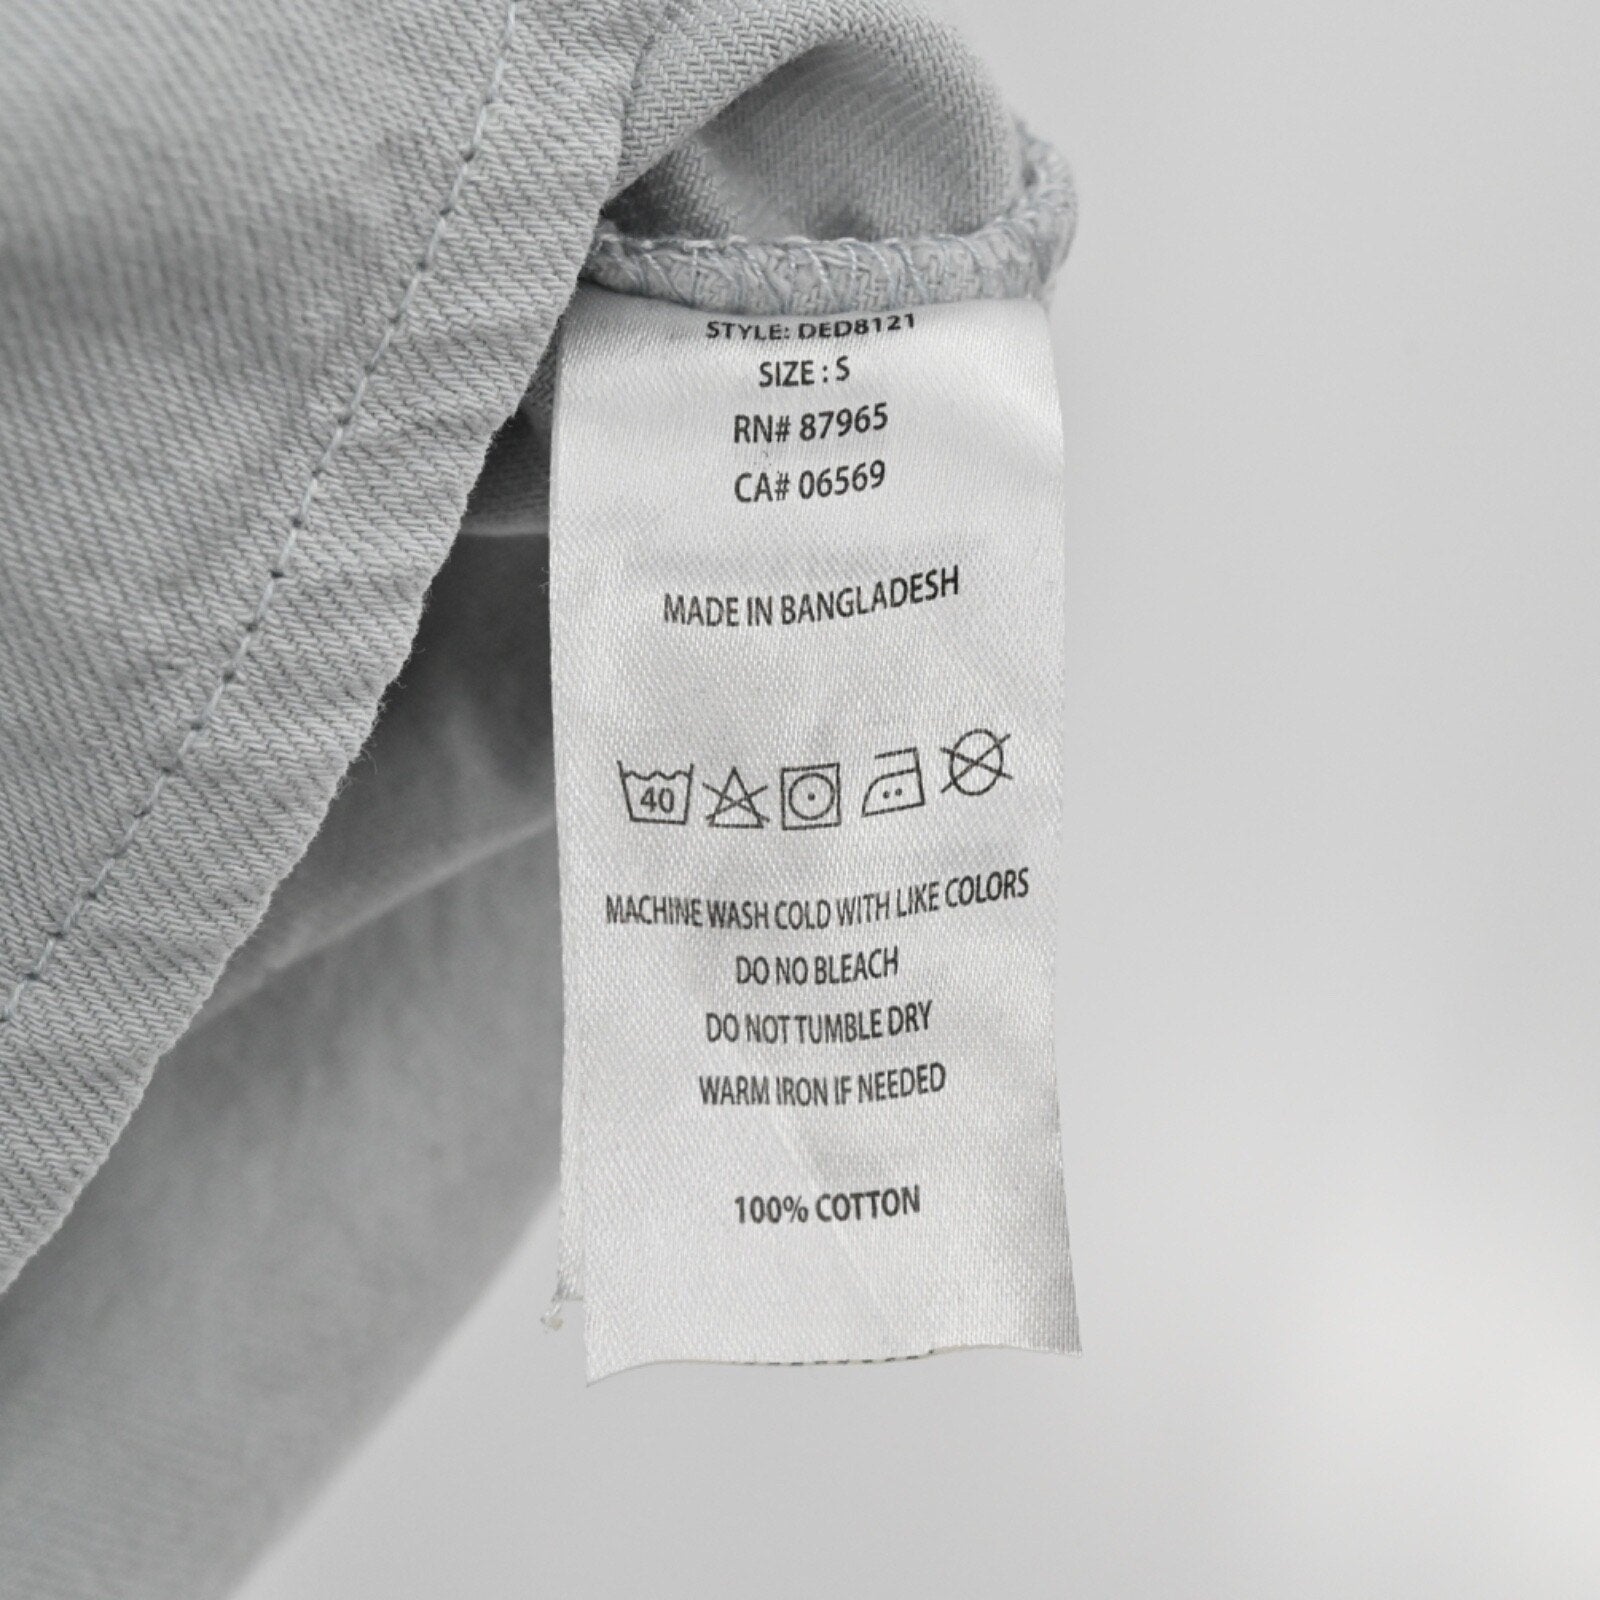 STYLE: DED8121
SIZE : S
RN# 87965
CA# 06569
MADE IN BANGLADESH
40
MACHINE WASH COLD WITH LIKE COLORS
DO NO BLEACH
DO NOT TUMBLE DRY
WARM IRON IF NEEDED
100% COTTON